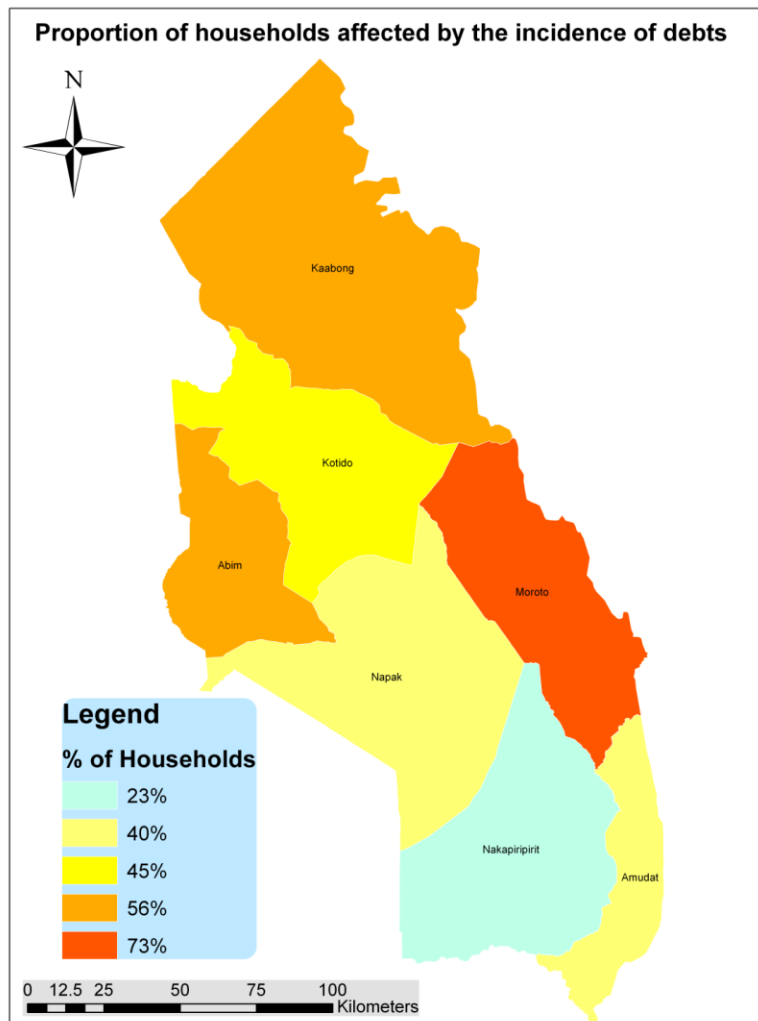 Proportion of households affected by the incidence of debts
N
Kaabong
Kotido
Abim
Moroto
Napak
Nakapiripirit
Amudat
Legend
% of Households
23%
40%
45%
56%
73%
0 12.5 25 50 75 100
Kilometers